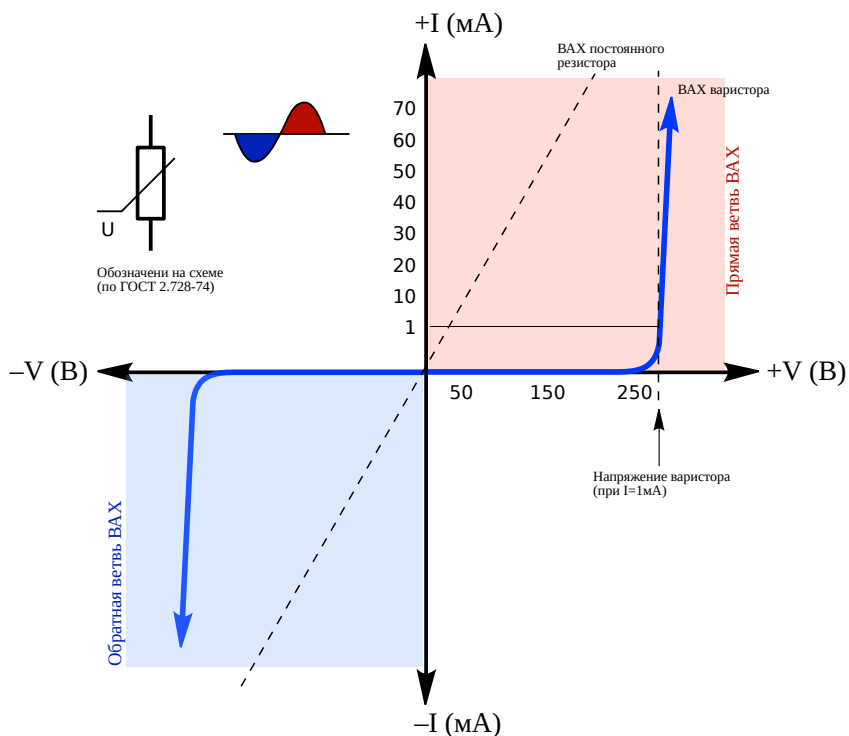 +I (мА)
ВАХ постоянного
резистора
ВАХ варистора
70
60
50
40
30
20
10
1
U
Обозначени на схеме
(по ГОСТ 2.728-74)
Прямая ветвь ВАХ
–V (В)
+V (В)
50
150
250
Напряжение варистора
(при I=1мА)
Обратная ветвь ВАХ
–I (мА)